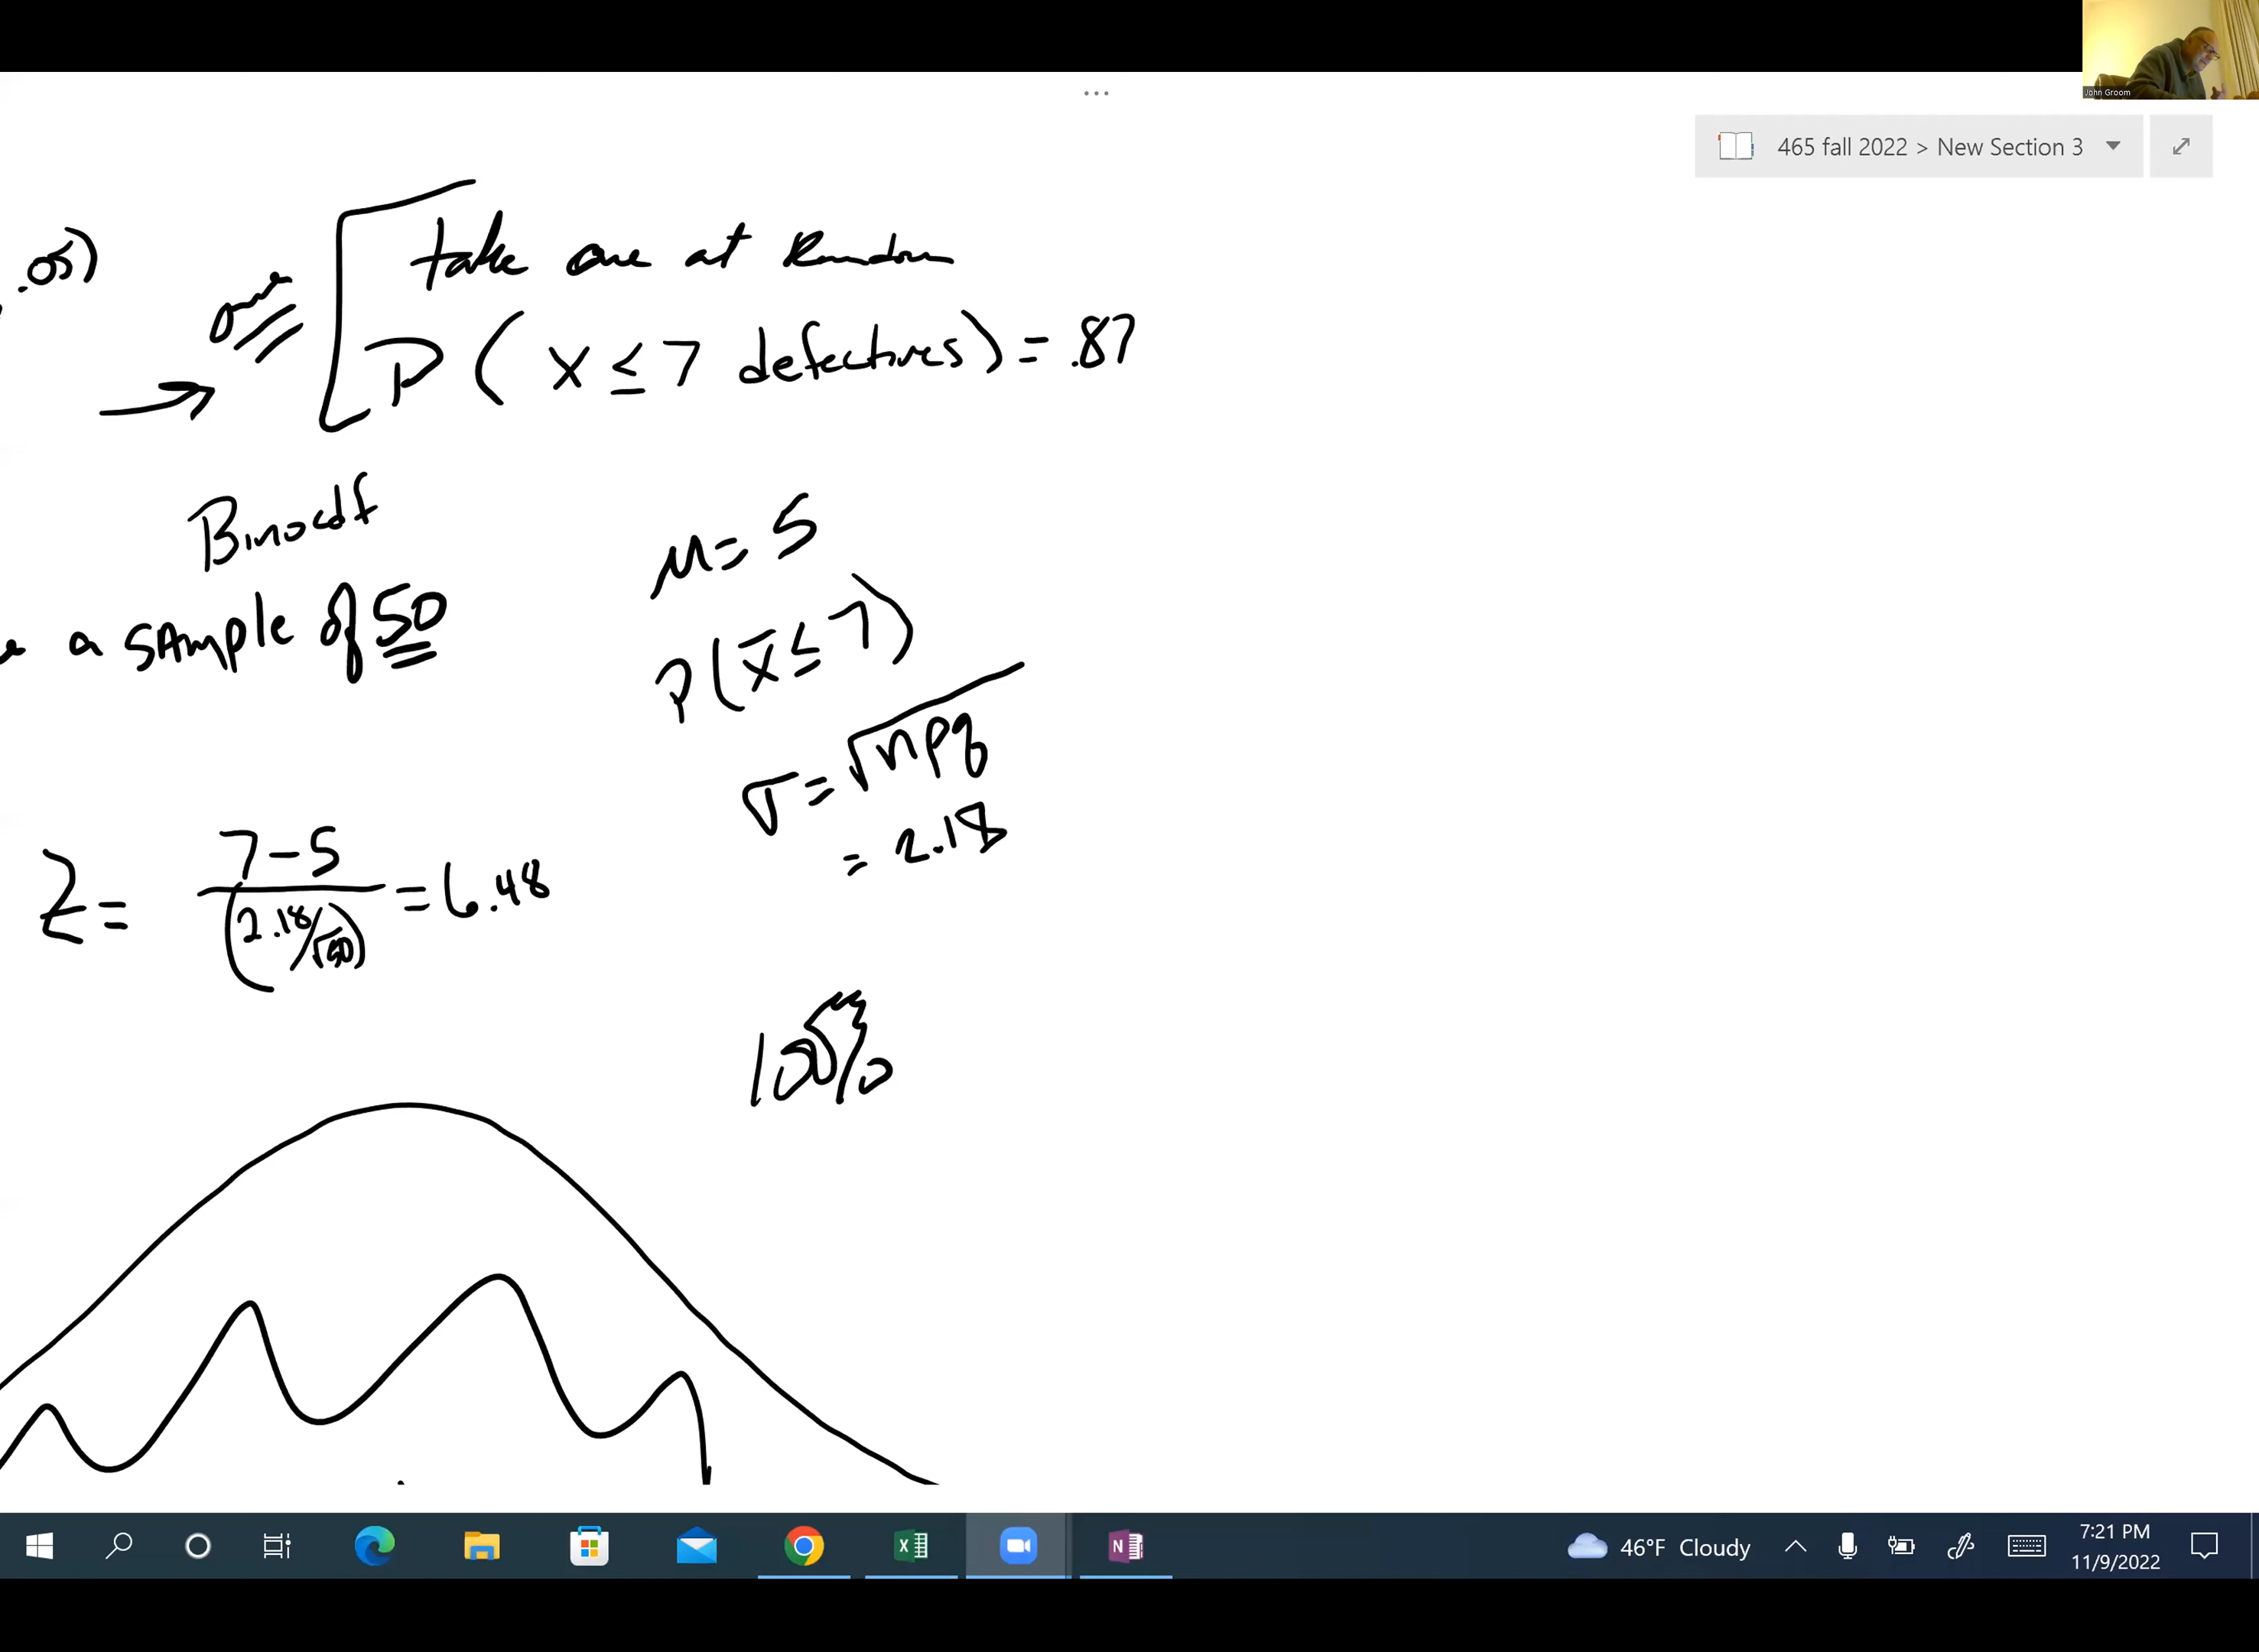 John Groom
465 fall 2022 > New Section 3
take one at Random
.05)
P ( x ≤ 7 defectives) = .87
Binocdf
μ = 5
a SAmple of 50
P(x̄ ≤ 7)
σ = √npq
= 2.18
Z = 7-5 / (2.18/√50) = 6.48
100%
46°F Cloudy
7:21 PM
11/9/2022